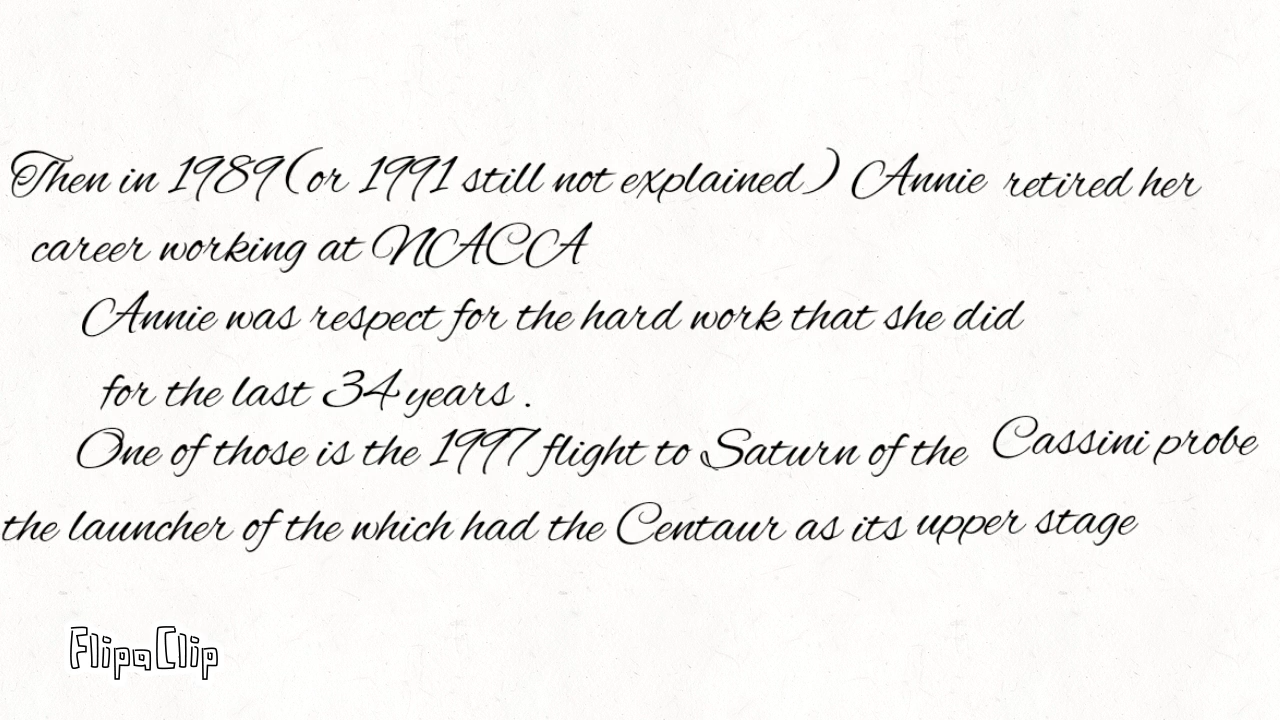 Then in 1989 (or 1991 still not explained) Annie retired her
career working at NACCA
Annie was respect for the hard work that she did
for the last 34 years .
One of those is the 1997 flight to Saturn of the Cassini probe
the launcher of the which had the Centaur as its upper stage
FlipaClip